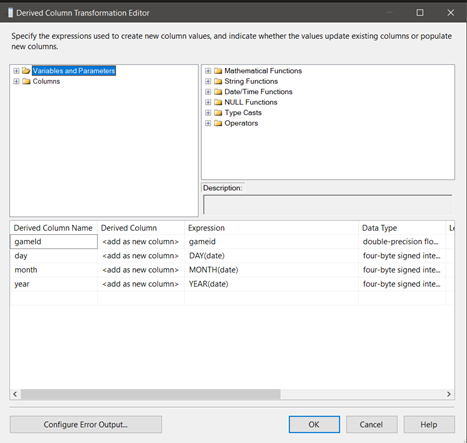 Derived Column Transformation Editor
Specify the expressions used to create new column values, and indicate whether the values update existing columns or populate
new columns.
Variables and Parameters
Columns
Mathematical Functions
String Functions
Date/Time Functions
NULL Functions
Type Casts
Operators
Description:
Derived Column Name Derived Column Expression Data Type Le
gameId <add as new column> gameid double-precision flo...
day <add as new column> DAY(date) four-byte signed inte...
month <add as new column> MONTH(date) four-byte signed inte...
year <add as new column> YEAR(date) four-byte signed inte...
Configure Error Output... OK Cancel Help